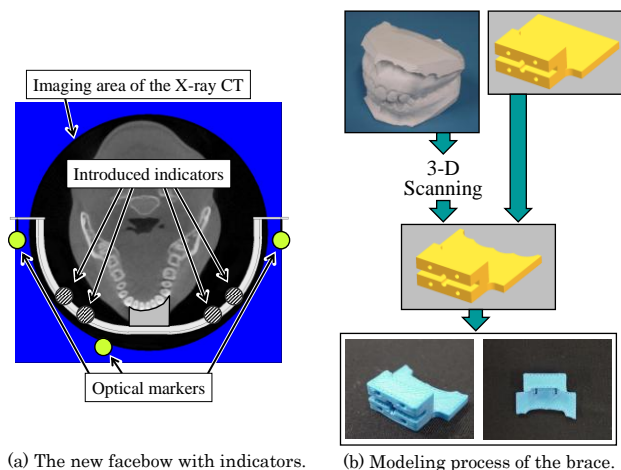 Imaging area of the X-ray CT
Introduced indicators
Optical markers
(a) The new facebow with indicators.
3-D
Scanning
(b) Modeling process of the brace.